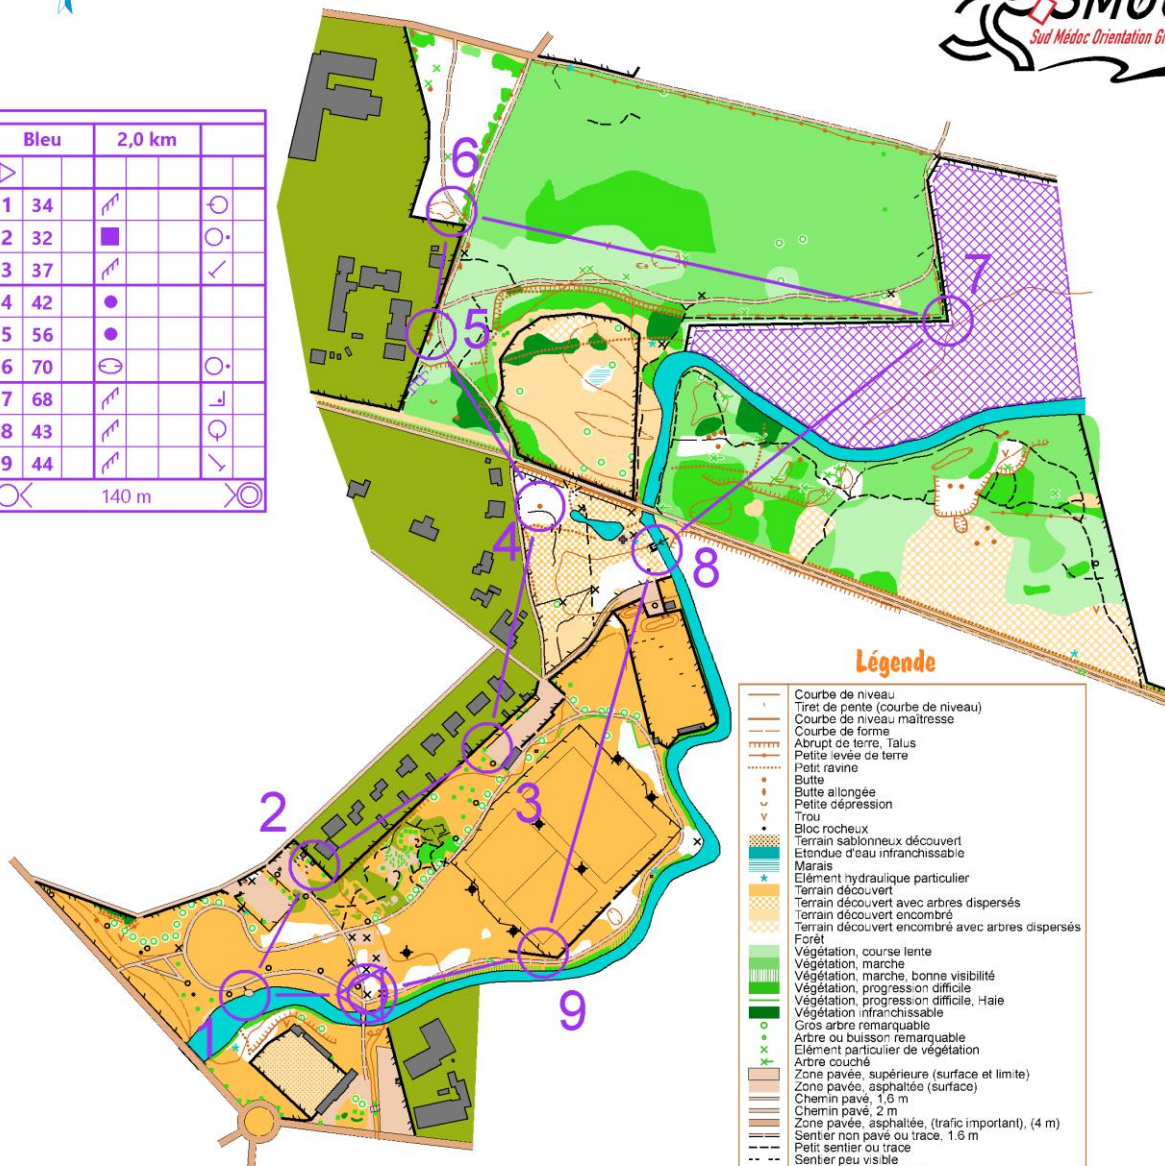 Sud Médoc Orientation
Bleu 2,0 km
1 34
2 32
3 37
4 42
5 56
6 70
7 68
8 43
9 44
140 m
6
7
5
4
8
3
2
1
9
Légende
Courbe de niveau
Tiret de pente (courbe de niveau)
Courbe de niveau maîtresse
Courbe de forme
Abrupt de terre, Talus
Petite levée de terre
Petit ravine
Butte
Butte allongée
Petite dépression
Trou
Bloc rocheux
Terrain sablonneux découvert
Etendue d'eau infranchissable
Marais
Elément hydraulique particulier
Terrain découvert
Terrain découvert avec arbres dispersés
Terrain découvert encombré
Terrain découvert encombré avec arbres dispersés
Forêt
Végétation, course lente
Végétation, marche
Végétation, marche, bonne visibilité
Végétation, progression difficile
Végétation, progression difficile, Haie
Végétation infranchissable
Gros arbre remarquable
Arbre ou buisson remarquable
Elément particulier de végétation
Arbre couché
Zone pavée, supérieure (surface et limite)
Zone pavée, asphaltée (surface)
Chemin pavé, 1,6 m
Chemin pavé, 2 m
Zone pavée, asphaltée, (trafic important), (4 m)
Sentier non pavé ou trace, 1.6 m
Petit sentier ou trace
Sentier peu visible